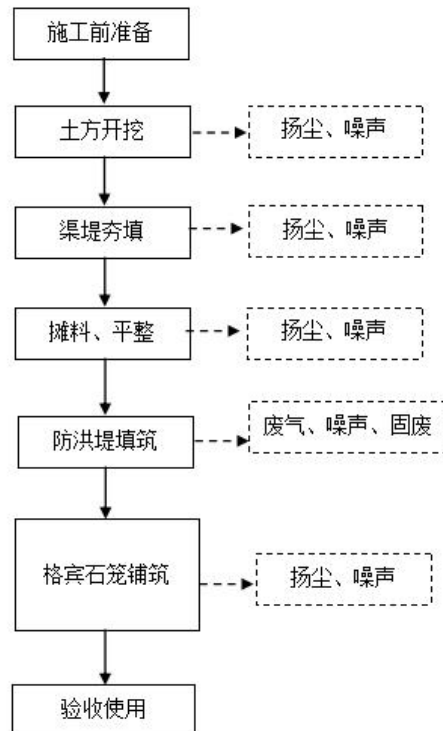 施工前准备
土方开挖
扬尘、噪声
渠堤夯填
扬尘、噪声
摊料、平整
扬尘、噪声
防洪堤填筑
废气、噪声、固废
格宾石笼铺筑
扬尘、噪声
验收使用